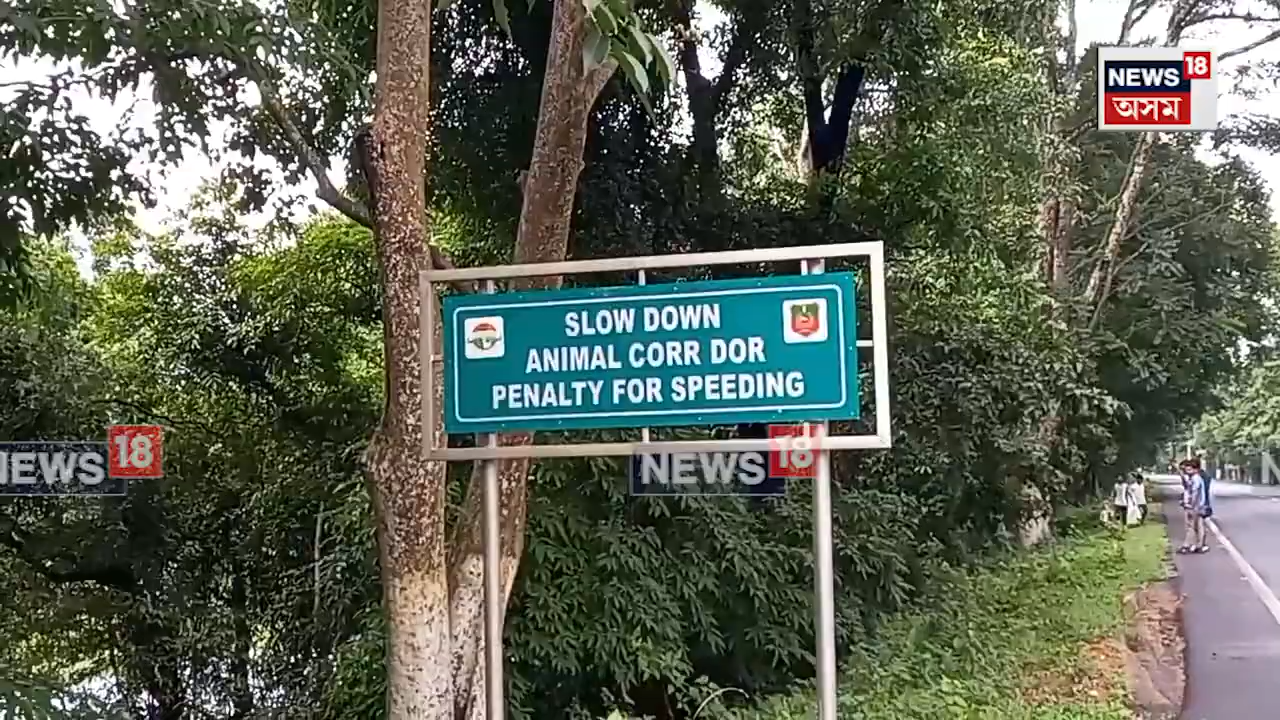 NEWS 18
অসম
SLOW DOWN
ANIMAL CORR DOR
PENALTY FOR SPEEDING
NEWS 18
NEWS 18